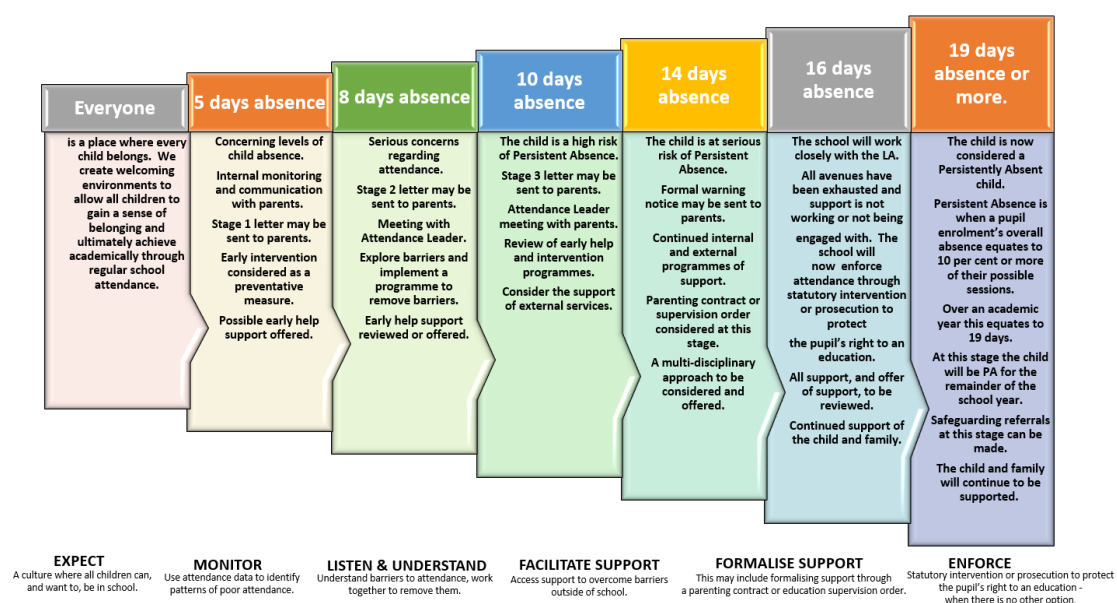 Everyone
is a place where every
child belongs. We
create welcoming
environments to
allow all children to
gain a sense of
belonging and
ultimately achieve
academically through
regular school
attendance.
5 days absence
Concerning levels of
child absence.
Internal monitoring
and communication
with parents.
Stage 1 letter may be
sent to parents.
Early intervention
considered as a
preventative
measure.
Possible early help
support offered.
8 days absence
Serious concerns
regarding
attendance.
Stage 2 letter may be
sent to parents.
Meeting with
Attendance Leader.
Explore barriers and
implement a
programme to
remove barriers.
Early help support
reviewed or offered.
10 days
absence
The child is a high risk
of Persistent Absence.
Stage 3 letter may be
sent to parents.
Attendance Leader
meeting with parents.
Review of early help
and intervention
programmes.
Consider the support
of external services.
14 days
absence
The child is at serious
risk of Persistent
Absence.
Formal warning
notice may be sent to
parents.
Continued internal
and external
programmes of
support.
Parenting contract or
supervision order
considered at this
stage.
A multi-disciplinary
approach to be
considered and
offered.
16 days
absence
The school will work
closely with the LA.
All avenues have
been exhausted and
support is not
working or not being
engaged with. The
school will
now enforce
attendance through
statutory intervention
or prosecution to
protect
the pupil's right to an
education.
All support, and offer
of support, to be
reviewed.
Continued support of
the child and family.
19 days
absence or
more.
The child is now
considered a
Persistently Absent
child.
Persistent Absence is
when a pupil
enrolment's overall
absence equates to
10 per cent or more
of their possible
sessions.
Over an academic
year this equates to
19 days.
At this stage the child
will be PA for the
remainder of the
school year.
Safeguarding referrals
at this stage can be
made.
The child and family
will continue to be
supported.
EXPECT
A culture where all children can,
and want to, be in school.
MONITOR
Use attendance data to identify
patterns of poor attendance.
LISTEN & UNDERSTAND
Understand barriers to attendance, work
together to remove them.
FACILITATE SUPPORT
Access support to overcome barriers
outside of school.
FORMALISE SUPPORT
This may include formalising support through
a parenting contract or education supervision order.
ENFORCE
Statutory intervention or prosecution to protect
the pupil's right to an education -
when there is no other option.